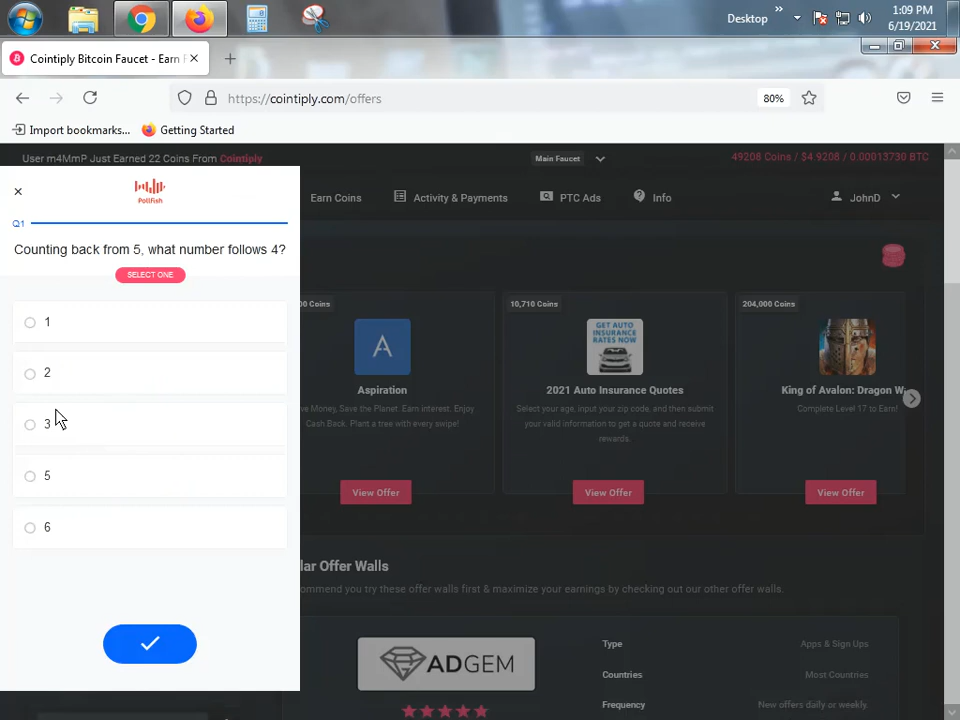 Desktop
1:09 PM
6/19/2021
Cointiply Bitcoin Faucet - Earn F
https://cointiply.com/offers
80%
Import bookmarks...
Getting Started
User m4MmP Just Earned 22 Coins From Cointiply
Main Faucet
49208 Coins / $4.9208 / 0.00013730 BTC
Earn Coins
Activity & Payments
PTC Ads
Info
JohnD
PollFish
Q1
Counting back from 5, what number follows 4?
SELECT ONE
1
2
3
5
6
00 Coins
Aspiration
Money, Save the Planet. Earn interest. Enjoy
Cash Back. Plant a tree with every swipe!
View Offer
10,710 Coins
GET AUTO
INSURANCE
RATES NOW
2021 Auto Insurance Quotes
Select your age, input your zip code, and then submit
your valid information to get a quote and receive
rewards.
View Offer
204,000 Coins
King of Avalon: Dragon W
Complete Level 17 to Earn!
View Offer
lar Offer Walls
ommend you try these offer walls first & maximize your earnings by checking out our other offer walls.
ADGEM
Type
Apps & Sign Ups
Countries
Most Countries
Frequency
New offers daily or weekly.